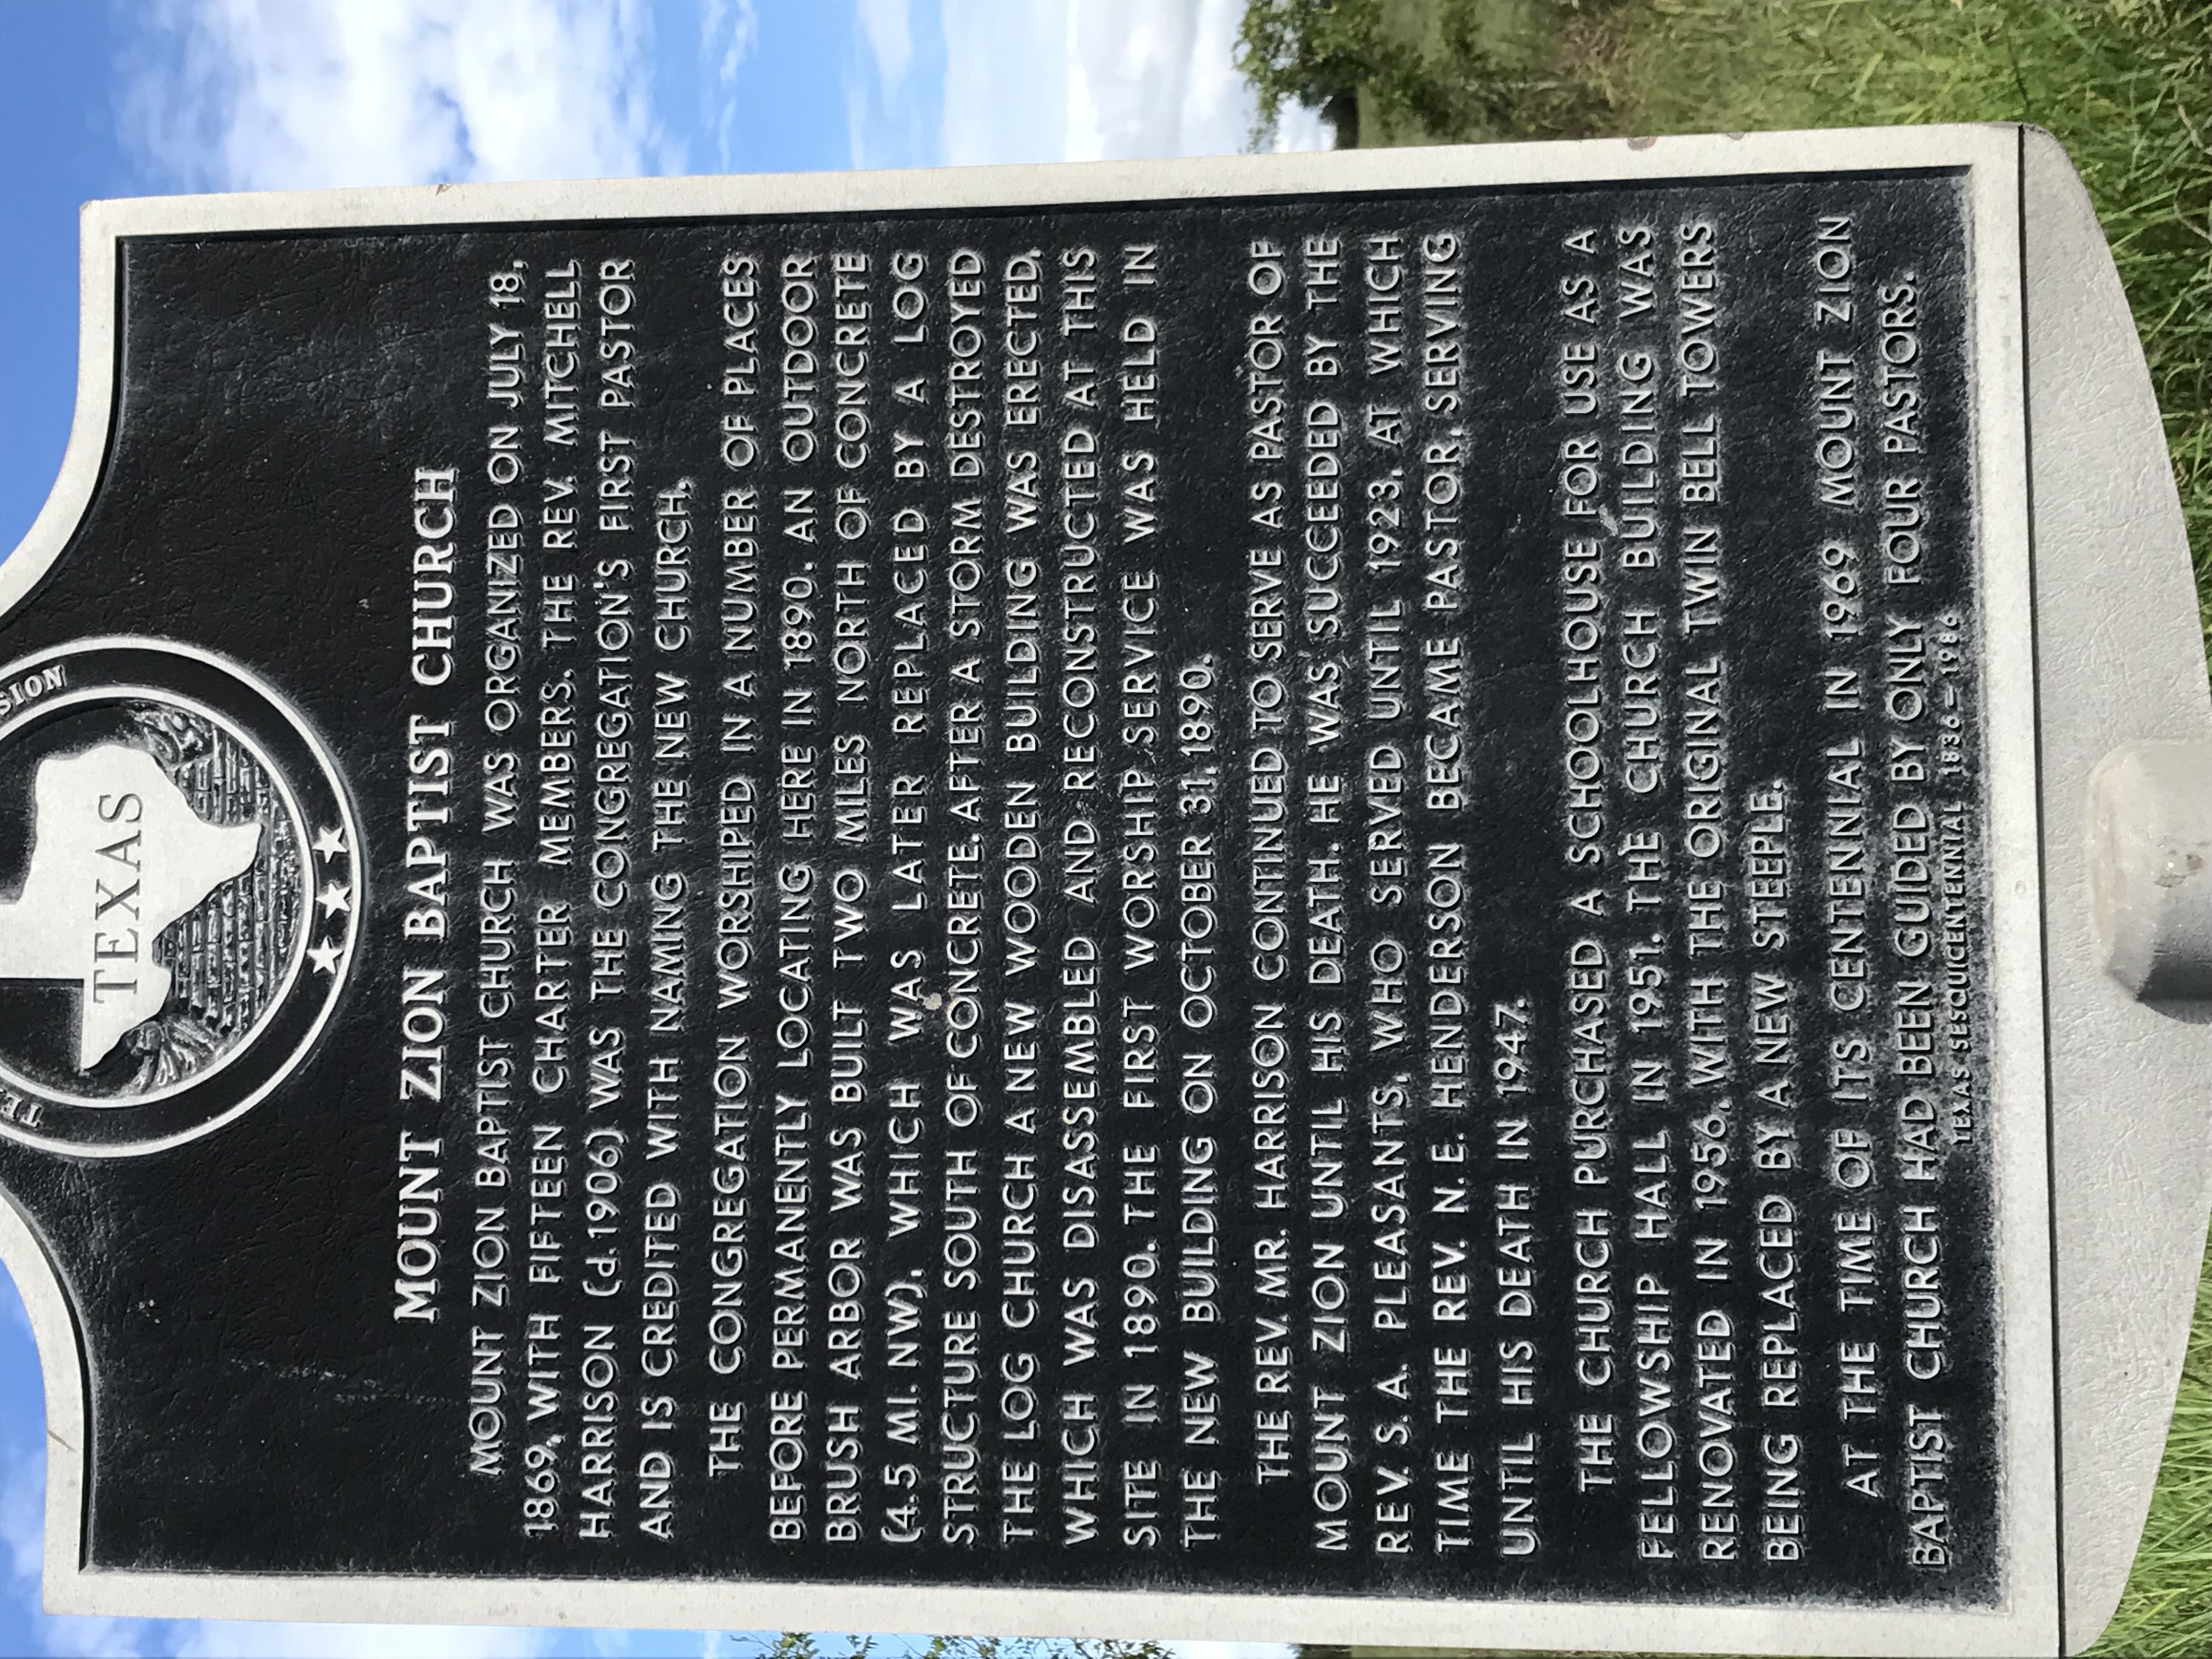 TEXAS
MOUNT ZION BAPTIST CHURCH
MOUNT ZION BAPTIST CHURCH WAS ORGANIZED ON JULY 18,
1869, WITH FIFTEEN CHARTER MEMBERS. THE REV. MITCHELL
HARRISON (d.1906) WAS THE CONGREGATION'S FIRST PASTOR
AND IS CREDITED WITH NAMING THE NEW CHURCH.
THE CONGREGATION WORSHIPED IN A NUMBER OF PLACES
BEFORE PERMANENTLY LOCATING HERE IN 1890. AN OUTDOOR
BRUSH ARBOR WAS BUILT TWO MILES NORTH OF CONCRETE
(4.5 MI. NW), WHICH WAS LATER REPLACED BY A LOG
STRUCTURE SOUTH OF CONCRETE. AFTER A STORM DESTROYED
THE LOG CHURCH A NEW WOODEN BUILDING WAS ERECTED,
WHICH WAS DISASSEMBLED AND RECONSTRUCTED AT THIS
SITE IN 1890. THE FIRST WORSHIP SERVICE WAS HELD IN
THE NEW BUILDING ON OCTOBER 31, 1890.
THE REV. MR. HARRISON CONTINUED TO SERVE AS PASTOR OF
MOUNT ZION UNTIL HIS DEATH. HE WAS SUCCEEDED BY THE
REV. S. A. PLEASANTS, WHO SERVED UNTIL 1923, AT WHICH
TIME THE REV. N. E. HENDERSON BECAME PASTOR, SERVING
UNTIL HIS DEATH IN 1947.
THE CHURCH PURCHASED A SCHOOLHOUSE FOR USE AS A
FELLOWSHIP HALL IN 1951. THE CHURCH BUILDING WAS
RENOVATED IN 1956, WITH THE ORIGINAL TWIN BELL TOWERS
BEING REPLACED BY A NEW STEEPLE.
AT THE TIME OF ITS CENTENNIAL IN 1969 MOUNT ZION
BAPTIST CHURCH HAD BEEN GUIDED BY ONLY FOUR PASTORS.
TEXAS SESQUICENTENNIAL 1836 – 1986